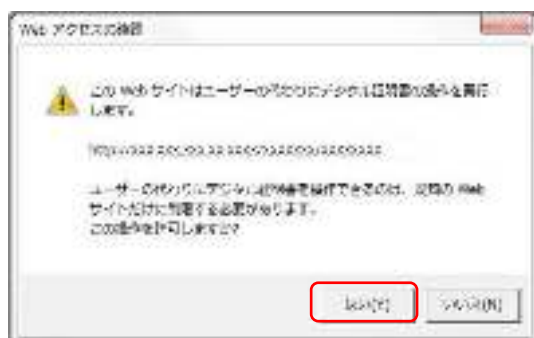 Web アクセスの確認
この Web サイトはユーザーの代わりにデジタル証明書の操作を実行
します。
ユーザーの代わりにデジタル証明書を操作できるのは、既知の Web
サイトだけに制限する必要があります。
この操作を許可しますか?
はい(Y)
いいえ(N)